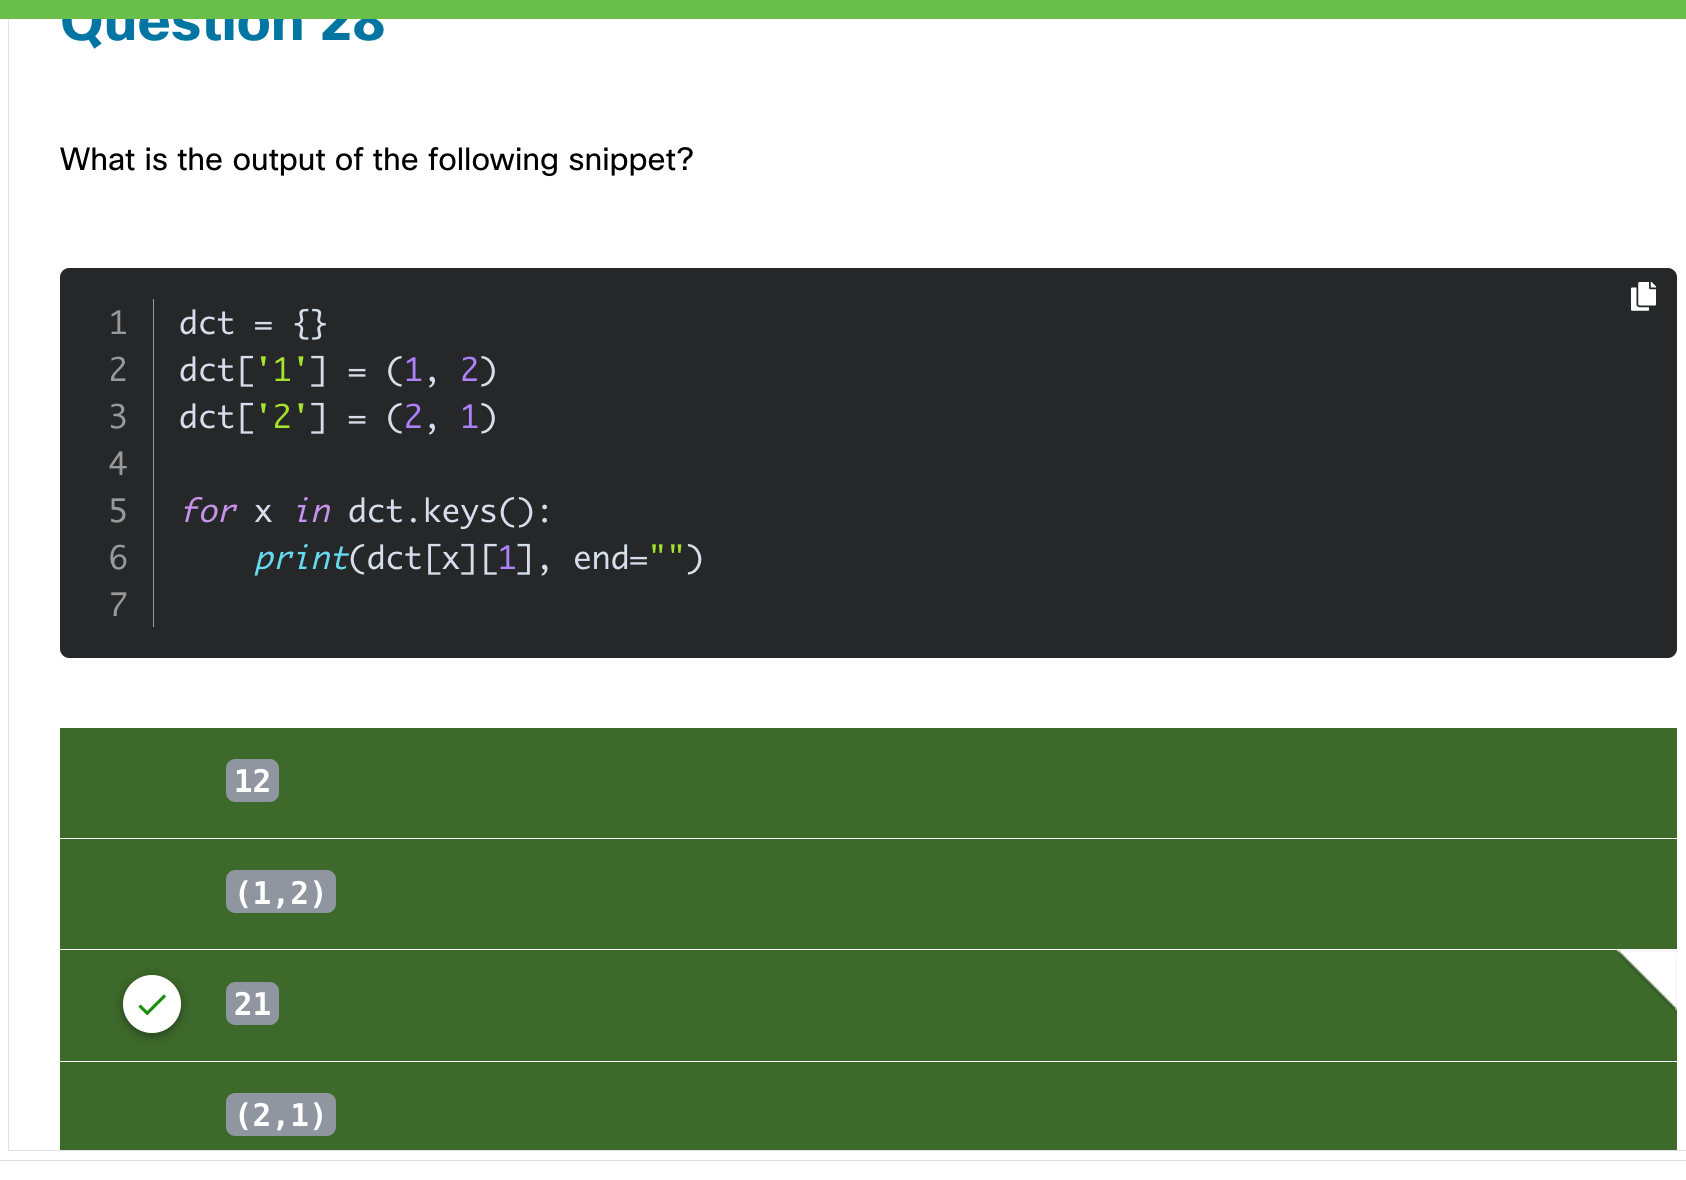 Question 28
What is the output of the following snippet?
1 dct = {}
2 dct['1'] = (1, 2)
3 dct['2'] = (2, 1)
4
5 for x in dct.keys():
6     print(dct[x][1], end="")
7
12
(1,2)
21
(2,1)